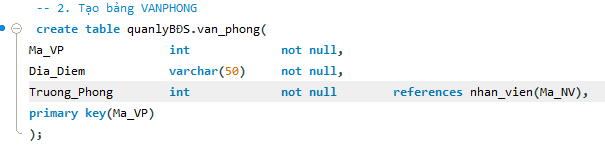 -- 2. Tạo bảng VANPHONG
create table quanlyBĐS.van_phong(
Ma_VP int not null,
Dia_Diem varchar(50) not null,
Truong_Phong int not null references nhan_vien(Ma_NV),
primary key(Ma_VP)
);